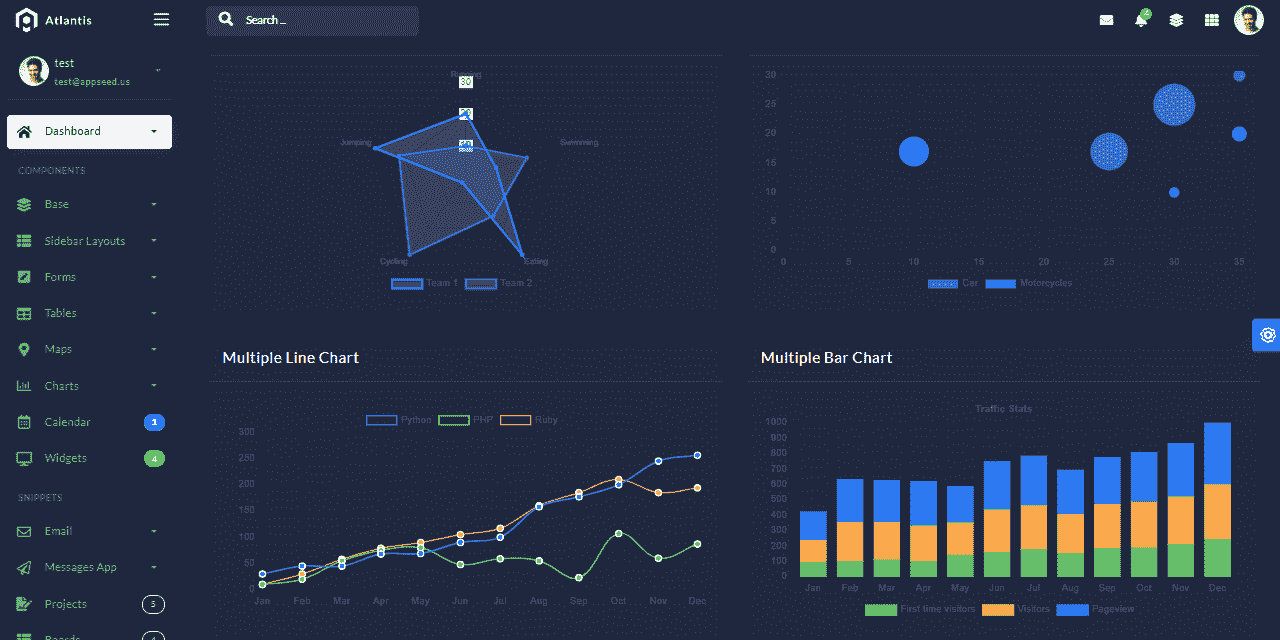 Atlantis
Search ...
4
test
test@appseed.us
Dashboard
COMPONENTS
Base
Sidebar Layouts
Forms
Tables
Maps
Charts
Calendar 1
Widgets 4
SNIPPETS
Email
Messages App
Projects 5
Boards 4
Running
30
20
10
Jumping
Swimming
Cycling
Eating
Team 1 Team 2
30
25
20
15
10
5
0
0 5 10 15 20 25 30 35
Car Motorcycles
Multiple Line Chart
Python PHP Ruby
300
250
200
150
100
50
0
Jan Feb Mar Apr May Jun Jul Aug Sep Oct Nov Dec
Multiple Bar Chart
Traffic Stats
1000
900
800
700
600
500
400
300
200
100
0
Jan Feb Mar Apr May Jun Jul Aug Sep Oct Nov Dec
First time visitors Visitors Pageview